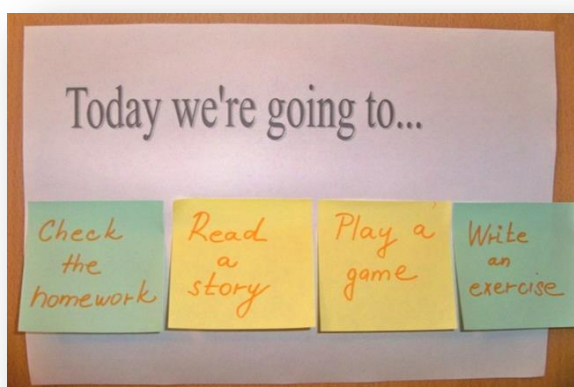 Today we're going to...
Check
the
homework
Read
a
story
Play a
game
Write
an
exercise